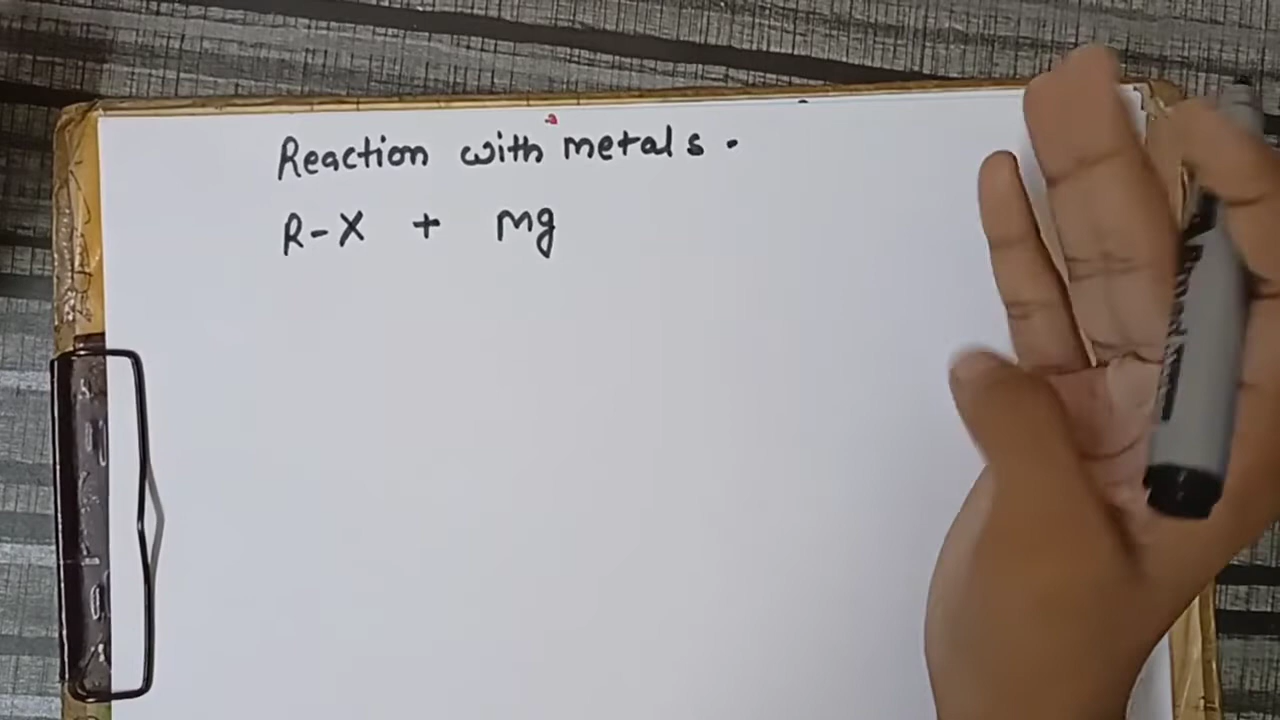 Reaction with metals .
R-X + Mg